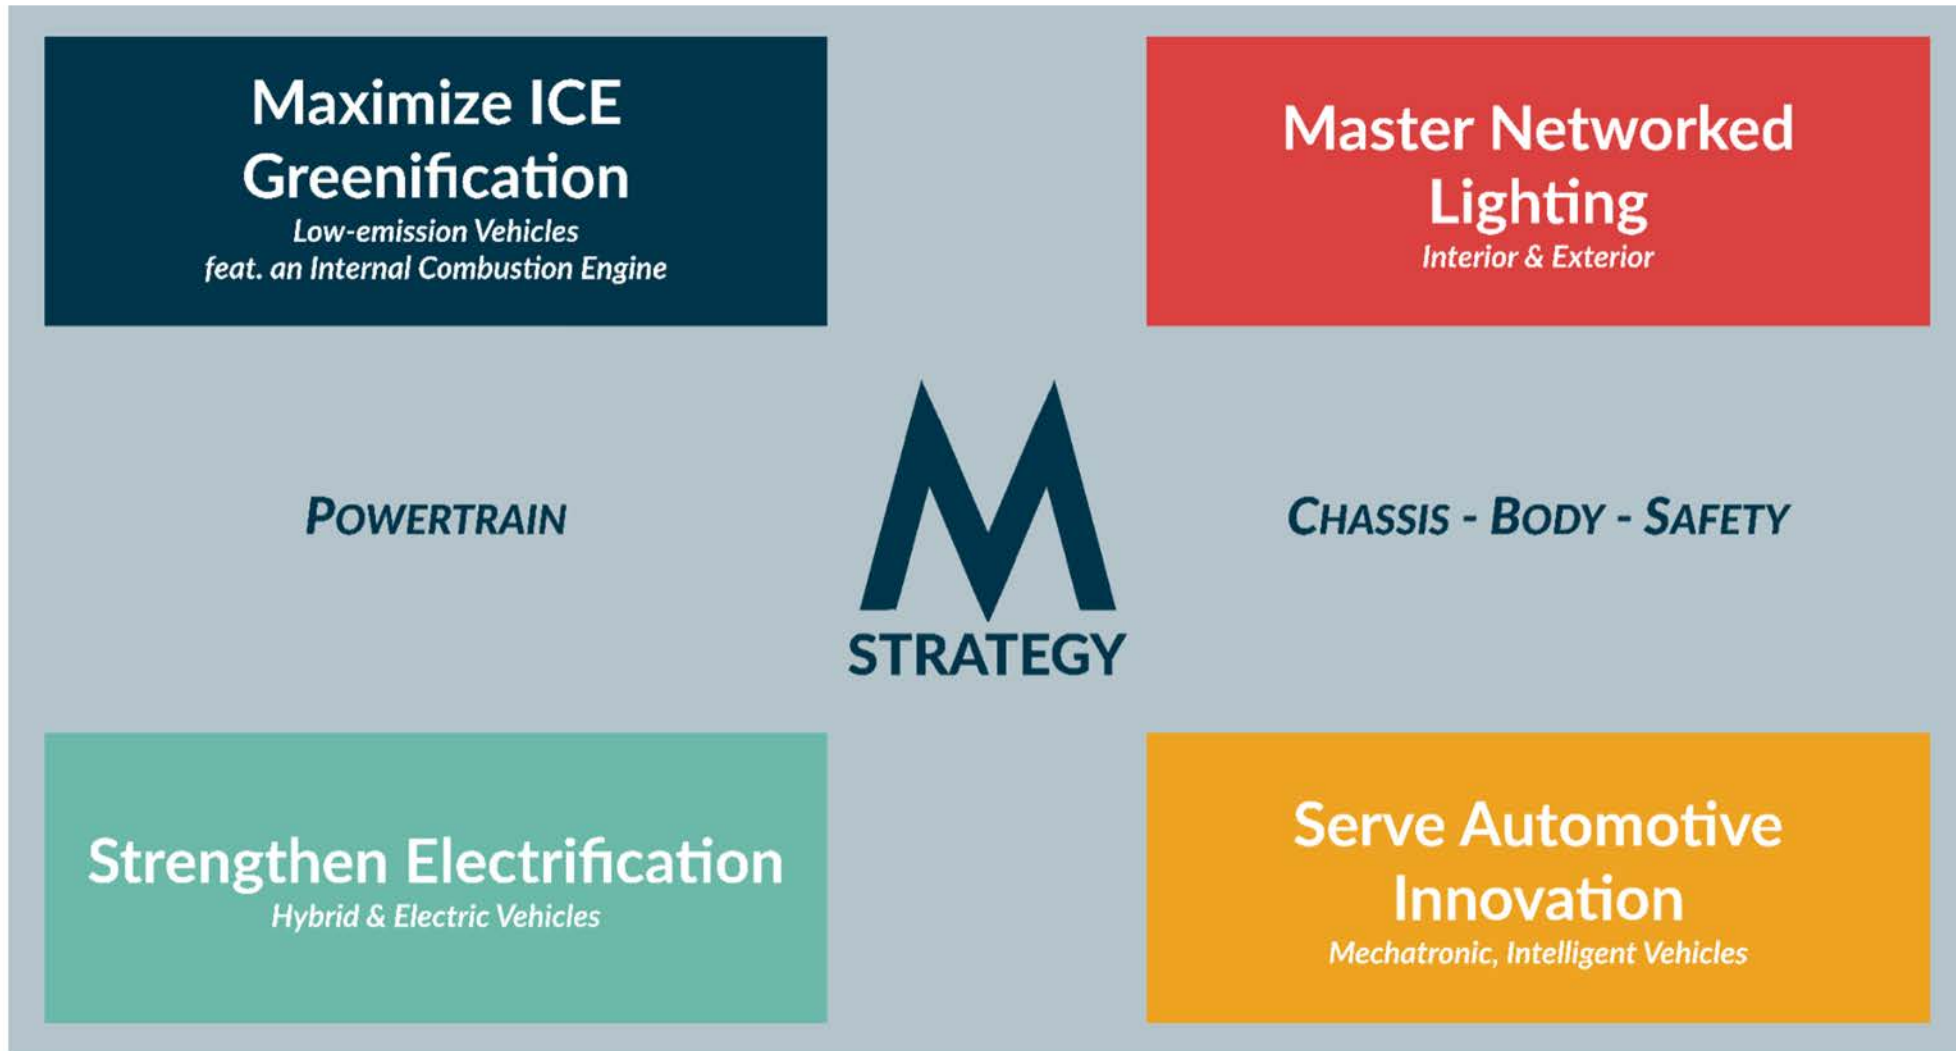 Maximize ICE
Greenification
Low-emission Vehicles
feat. an Internal Combustion Engine
Master Networked
Lighting
Interior & Exterior
POWERTRAIN
M
STRATEGY
CHASSIS - BODY - SAFETY
Strengthen Electrification
Hybrid & Electric Vehicles
Serve Automotive
Innovation
Mechatronic, Intelligent Vehicles